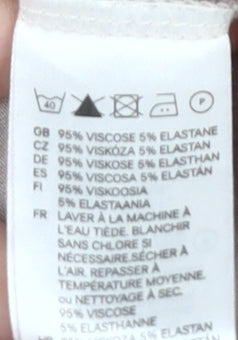 40
P
GB 95% VISCOSE 5% ELASTANE
CZ 95% VISKÓZA 5% ELASTAN
DE 95% VISKOSE 5% ELASTHAN
ES 95% VISCOSA 5% ELASTÁN
FI 95% VISKOOSIA
5% ELASTAANIA
FR LAVER À LA MACHINE À
L'EAU TIÈDE. BLANCHIR
SANS CHLORE SI
NÉCESSAIRE.SÉCHER À
L'AIR. REPASSER À
TEMPÉRATURE MOYENNE.
ou NETTOYAGE À SEC.
95% VISCOSE
5% ELASTHANNE
95% VISKOZA 5% ELASTAN